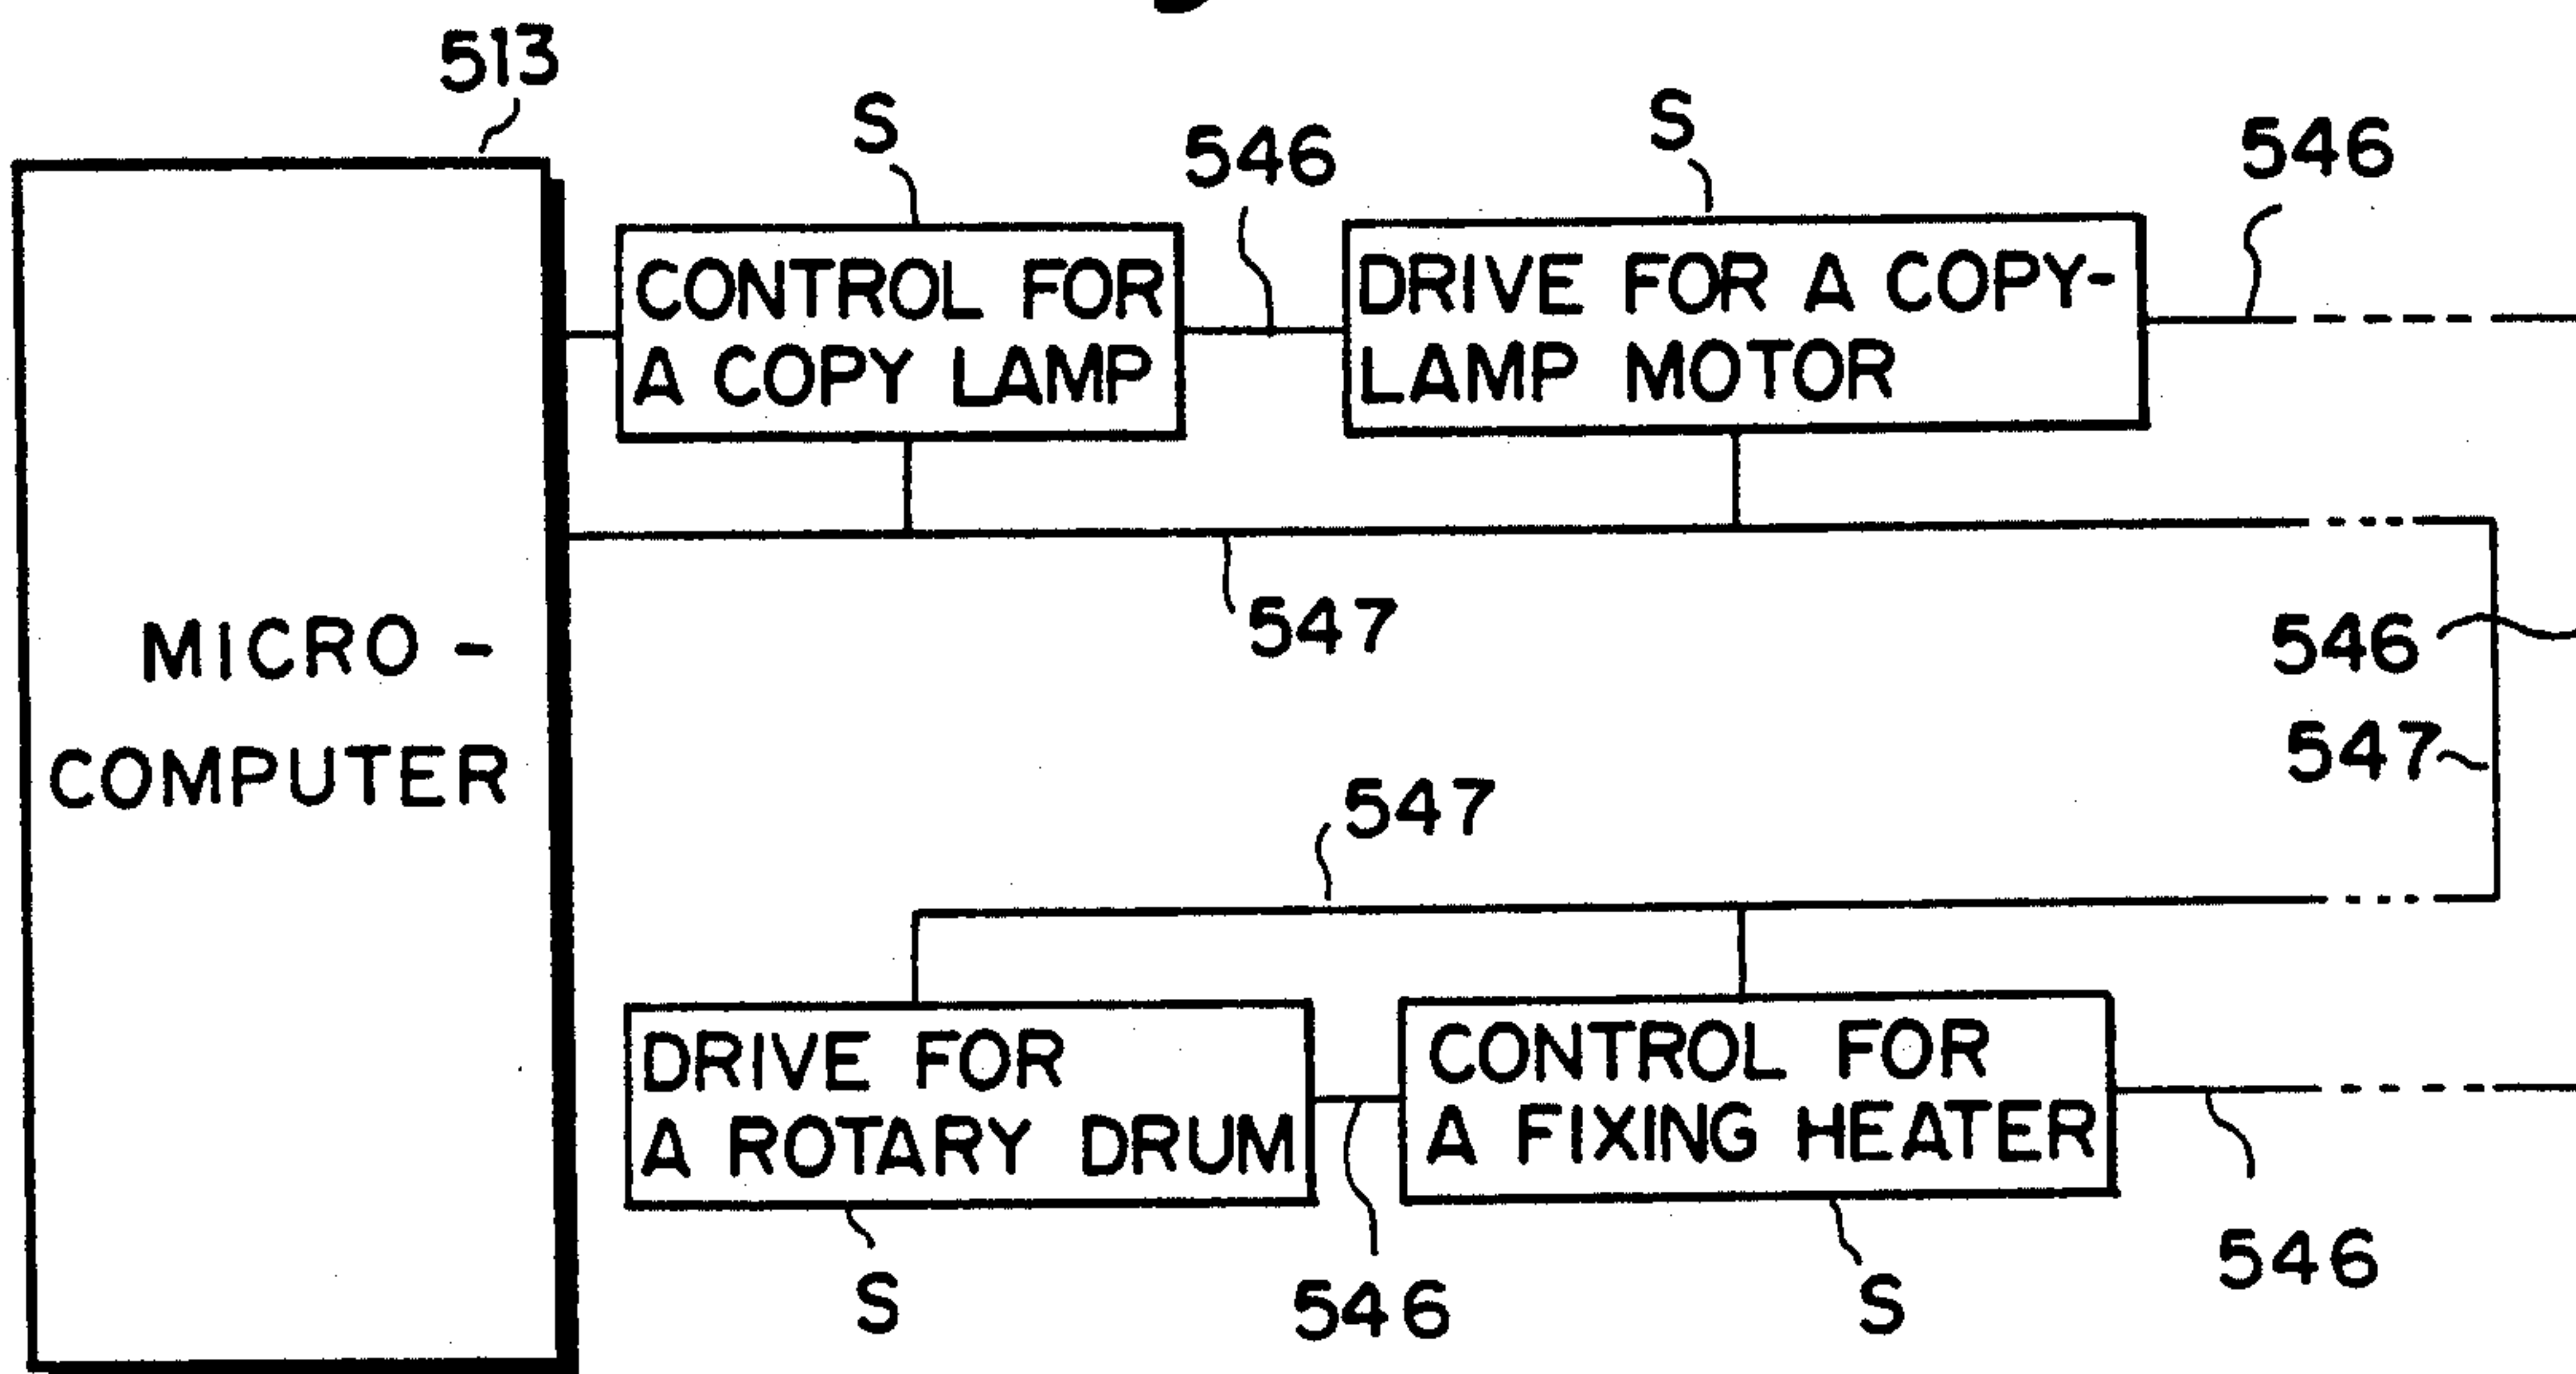 513
S
546
S
546
CONTROL FOR
A COPY LAMP
DRIVE FOR A COPY-
LAMP MOTOR
547
546
547
MICRO-
COMPUTER
547
DRIVE FOR
A ROTARY DRUM
CONTROL FOR
A FIXING HEATER
S
546
S
546